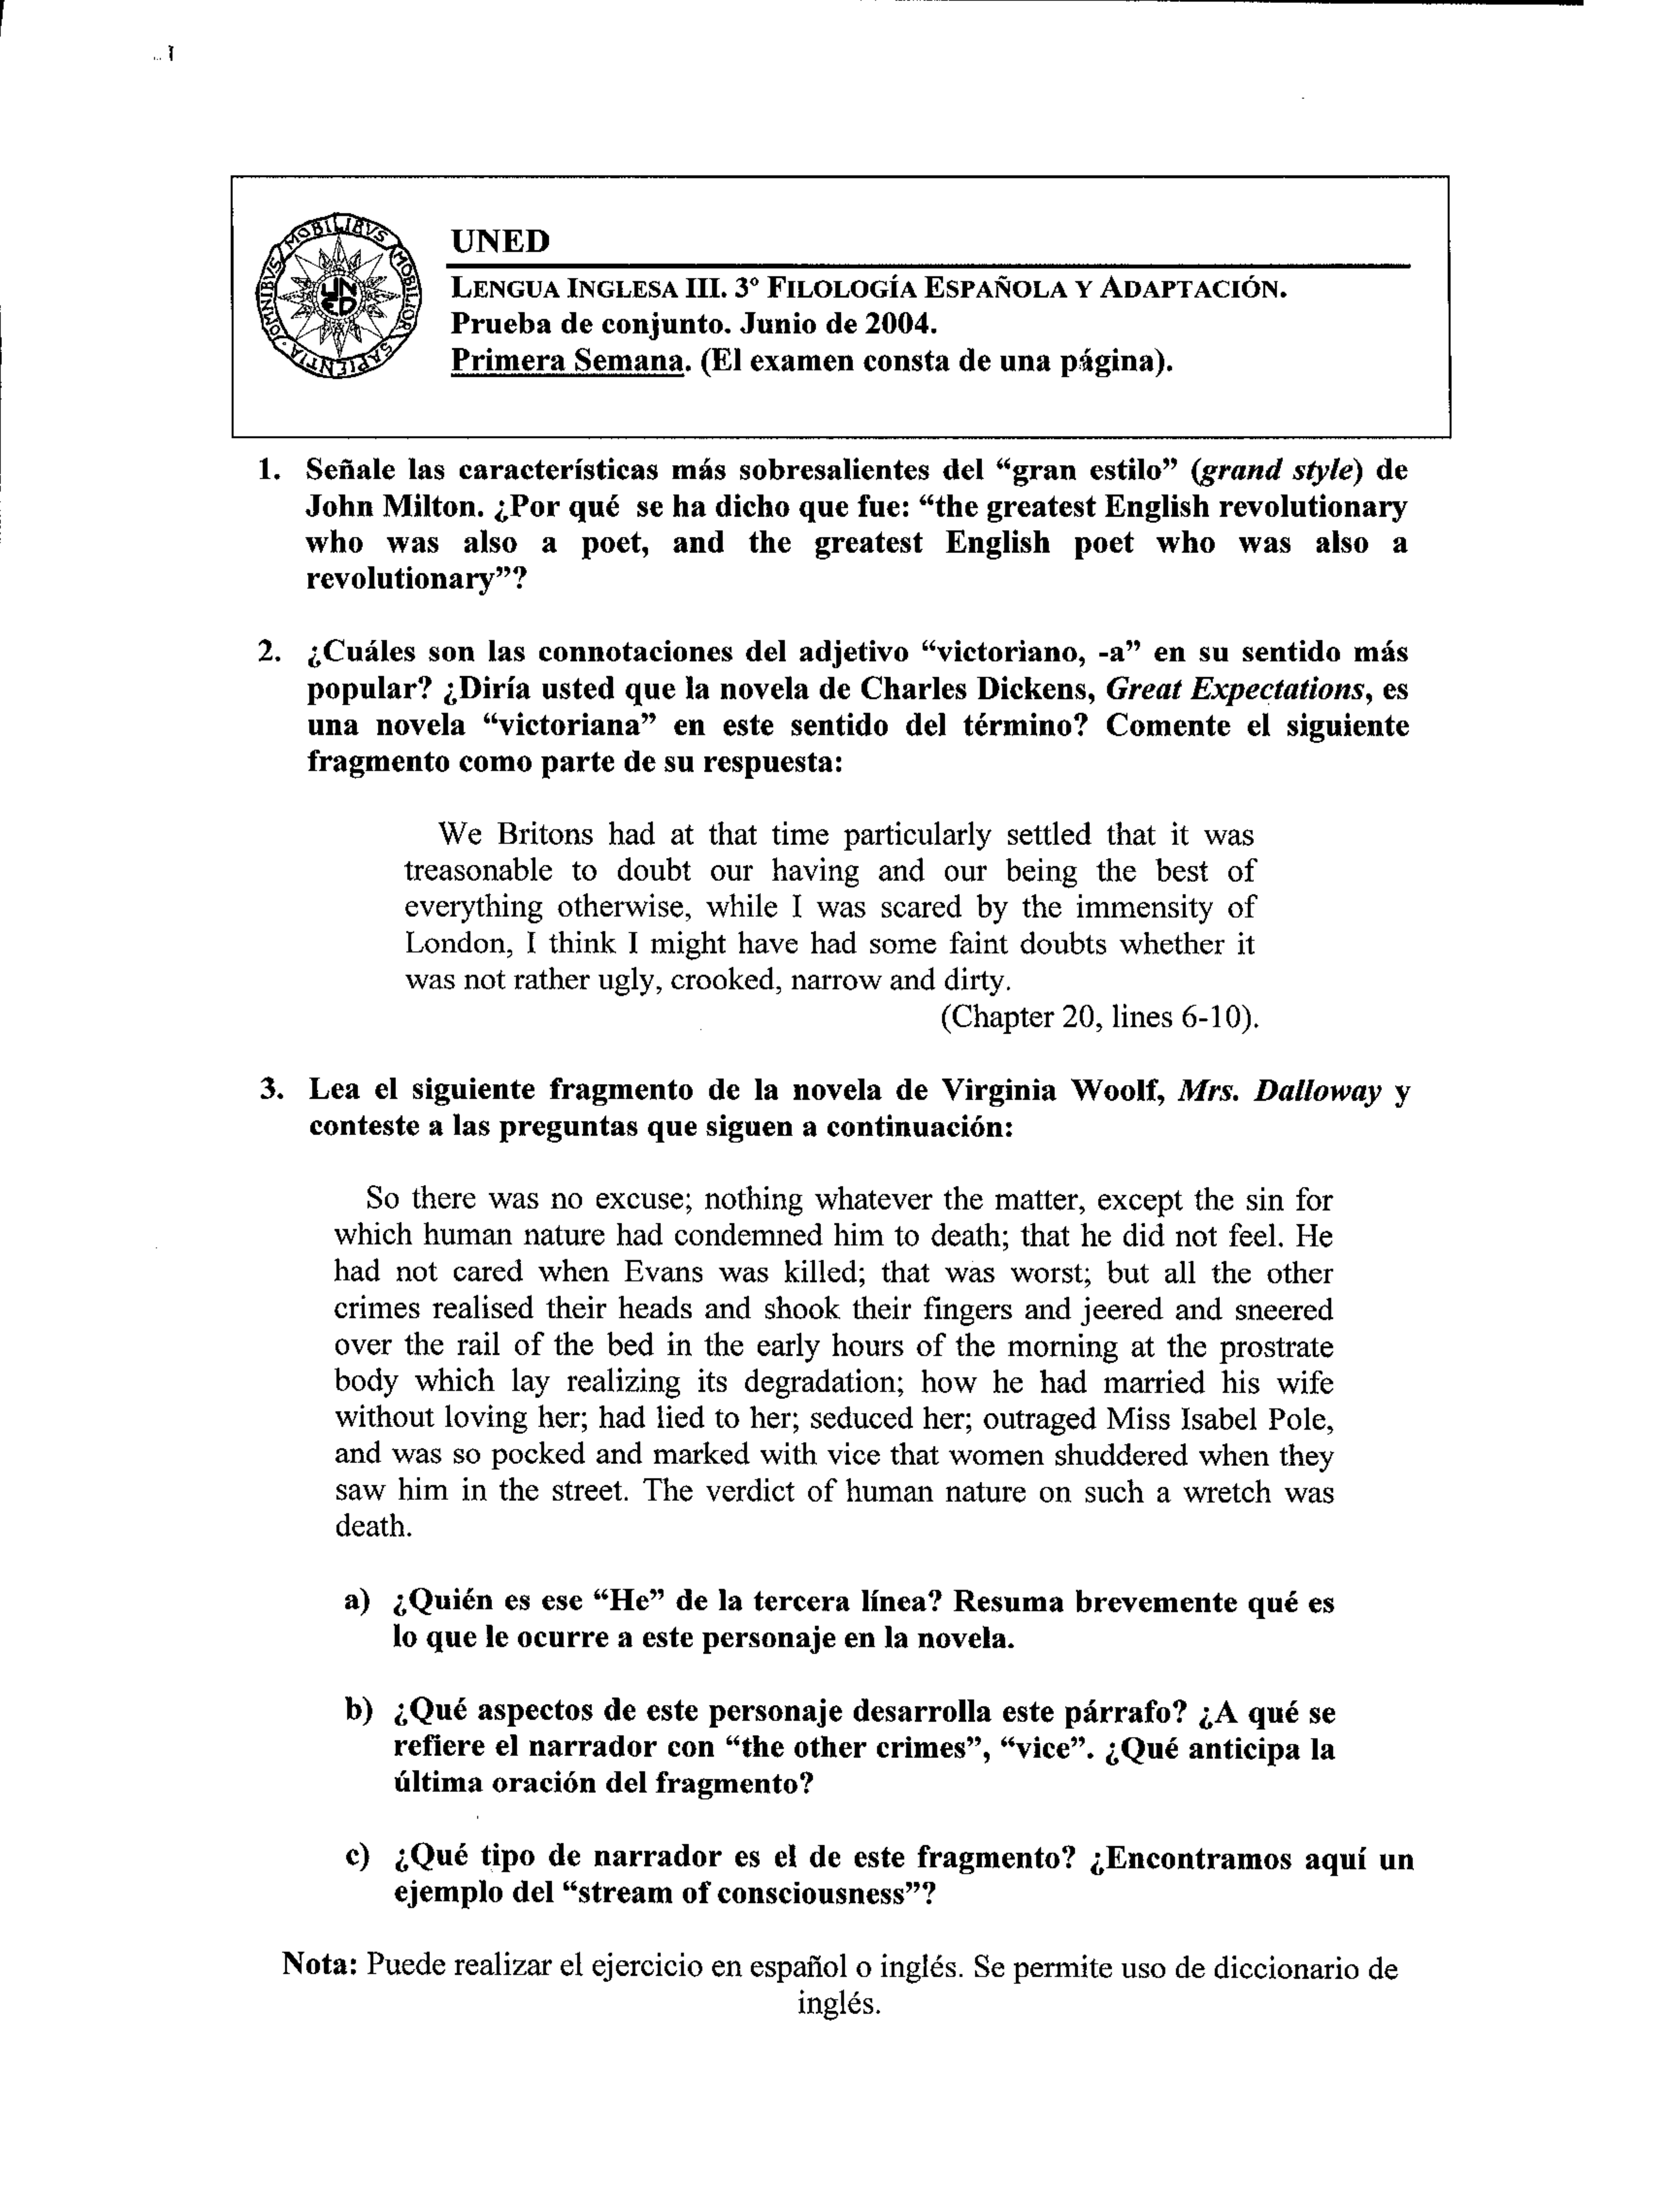 UNED
LENGUA INGLESA III. 3º FILOLOGÍA ESPAÑOLA Y ADAPTACIÓN.
Prueba de conjunto. Junio de 2004.
Primera Semana. (El examen consta de una página).
OMNIBVS MOBILIBVS MOBILIOR SAPIENTIA
UNED
1. Señale las características más sobresalientes del “gran estilo” (grand style) de
John Milton. ¿Por qué se ha dicho que fue: “the greatest English revolutionary
who was also a poet, and the greatest English poet who was also a
revolutionary”?
2. ¿Cuáles son las connotaciones del adjetivo “victoriano, -a” en su sentido más
popular? ¿Diría usted que la novela de Charles Dickens, Great Expectations, es
una novela “victoriana” en este sentido del término? Comente el siguiente
fragmento como parte de su respuesta:
We Britons had at that time particularly settled that it was
treasonable to doubt our having and our being the best of
everything otherwise, while I was scared by the immensity of
London, I think I might have had some faint doubts whether it
was not rather ugly, crooked, narrow and dirty.
(Chapter 20, lines 6-10).
3. Lea el siguiente fragmento de la novela de Virginia Woolf, Mrs. Dalloway y
conteste a las preguntas que siguen a continuación:
So there was no excuse; nothing whatever the matter, except the sin for
which human nature had condemned him to death; that he did not feel. He
had not cared when Evans was killed; that was worst; but all the other
crimes realised their heads and shook their fingers and jeered and sneered
over the rail of the bed in the early hours of the morning at the prostrate
body which lay realizing its degradation; how he had married his wife
without loving her; had lied to her; seduced her; outraged Miss Isabel Pole,
and was so pocked and marked with vice that women shuddered when they
saw him in the street. The verdict of human nature on such a wretch was
death.
a) ¿Quién es ese “He” de la tercera línea? Resuma brevemente qué es
lo que le ocurre a este personaje en la novela.
b) ¿Qué aspectos de este personaje desarrolla este párrafo? ¿A qué se
refiere el narrador con “the other crimes”, “vice”. ¿Qué anticipa la
última oración del fragmento?
c) ¿Qué tipo de narrador es el de este fragmento? ¿Encontramos aquí un
ejemplo del “stream of consciousness”?
Nota: Puede realizar el ejercicio en español o inglés. Se permite uso de diccionario de
inglés.